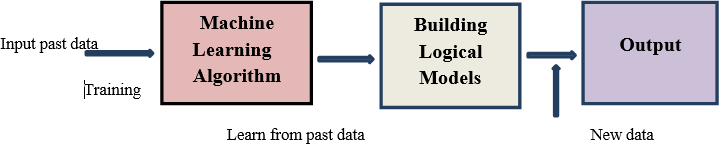 Input past data
Training
Machine
Learning
Algorithm
Learn from past data
Building
Logical
Models
New data
Output